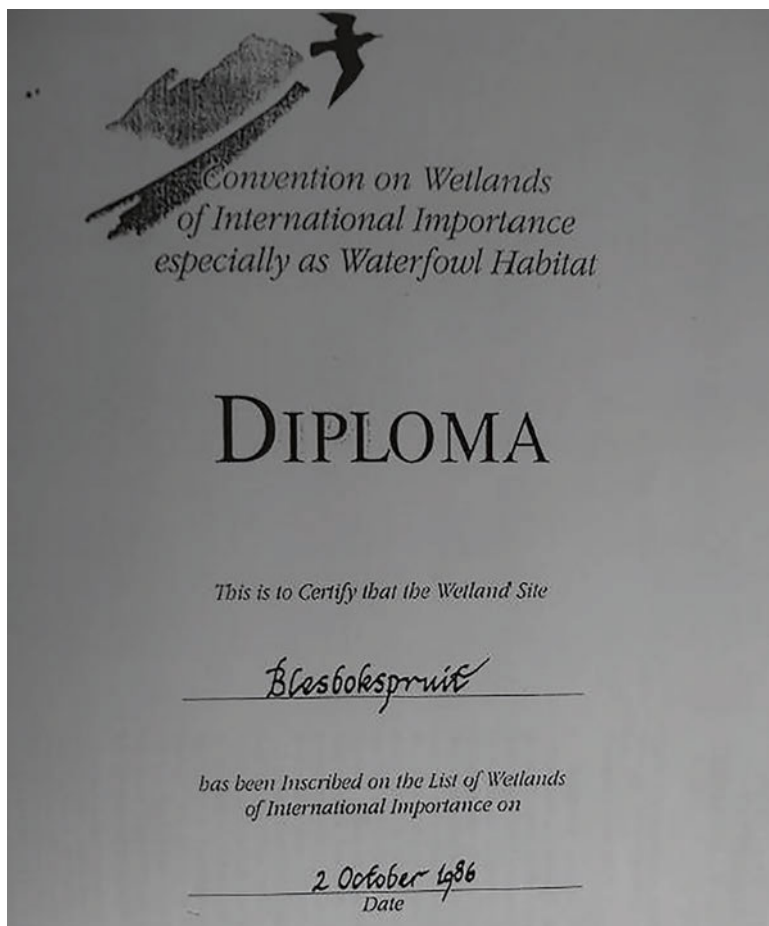 Convention on Wetlands
of International Importance
especially as Waterfowl Habitat
DIPLOMA
This is to Certify that the Wetland Site
Blesbokspruit
has been Inscribed on the List of Wetlands
of International Importance on
2 October 1986
Date